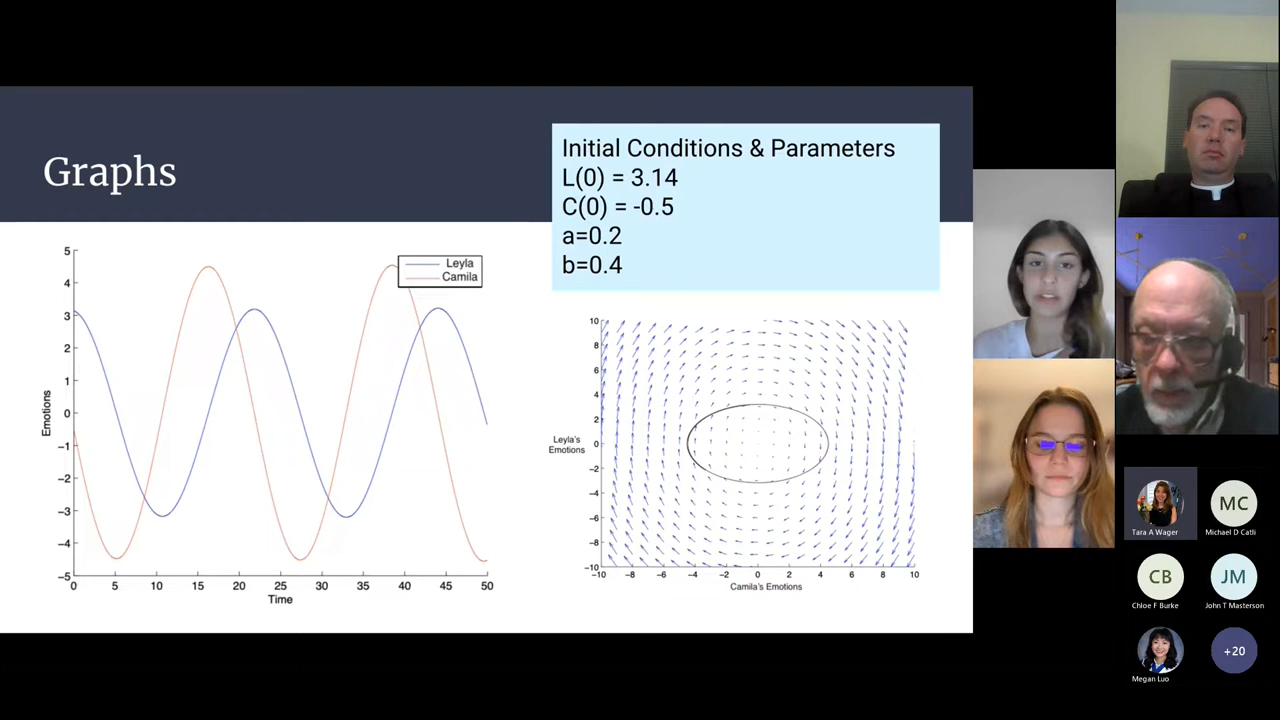 Graphs
Initial Conditions & Parameters
L(0) = 3.14
C(0) = -0.5
a=0.2
b=0.4
Leyla
Camila
5
4
3
2
1
0
−1
−2
−3
−4
−5
Emotions
0 5 10 15 20 25 30 35 40 45 50
Time
10
8
6
4
2
0
−2
−4
−6
−8
−10
Leyla's
Emotions
−10 −8 −6 −4 −2 0 2 4 6 8 10
Camila's Emotions
Tara A Wager
MC
Michael D Catli
CB
Chloe F Burke
JM
John T Masterson
Megan Luo
+20